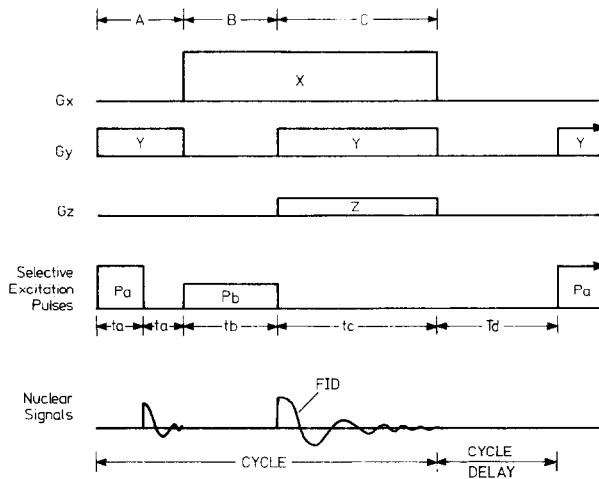 A B C
Gx X
Gy Y Y Y
Gz Z
Selective
Excitation
Pulses
Pa Pb Pa
ta ta tb tc Td
Nuclear
Signals
FID
CYCLE
CYCLE
DELAY